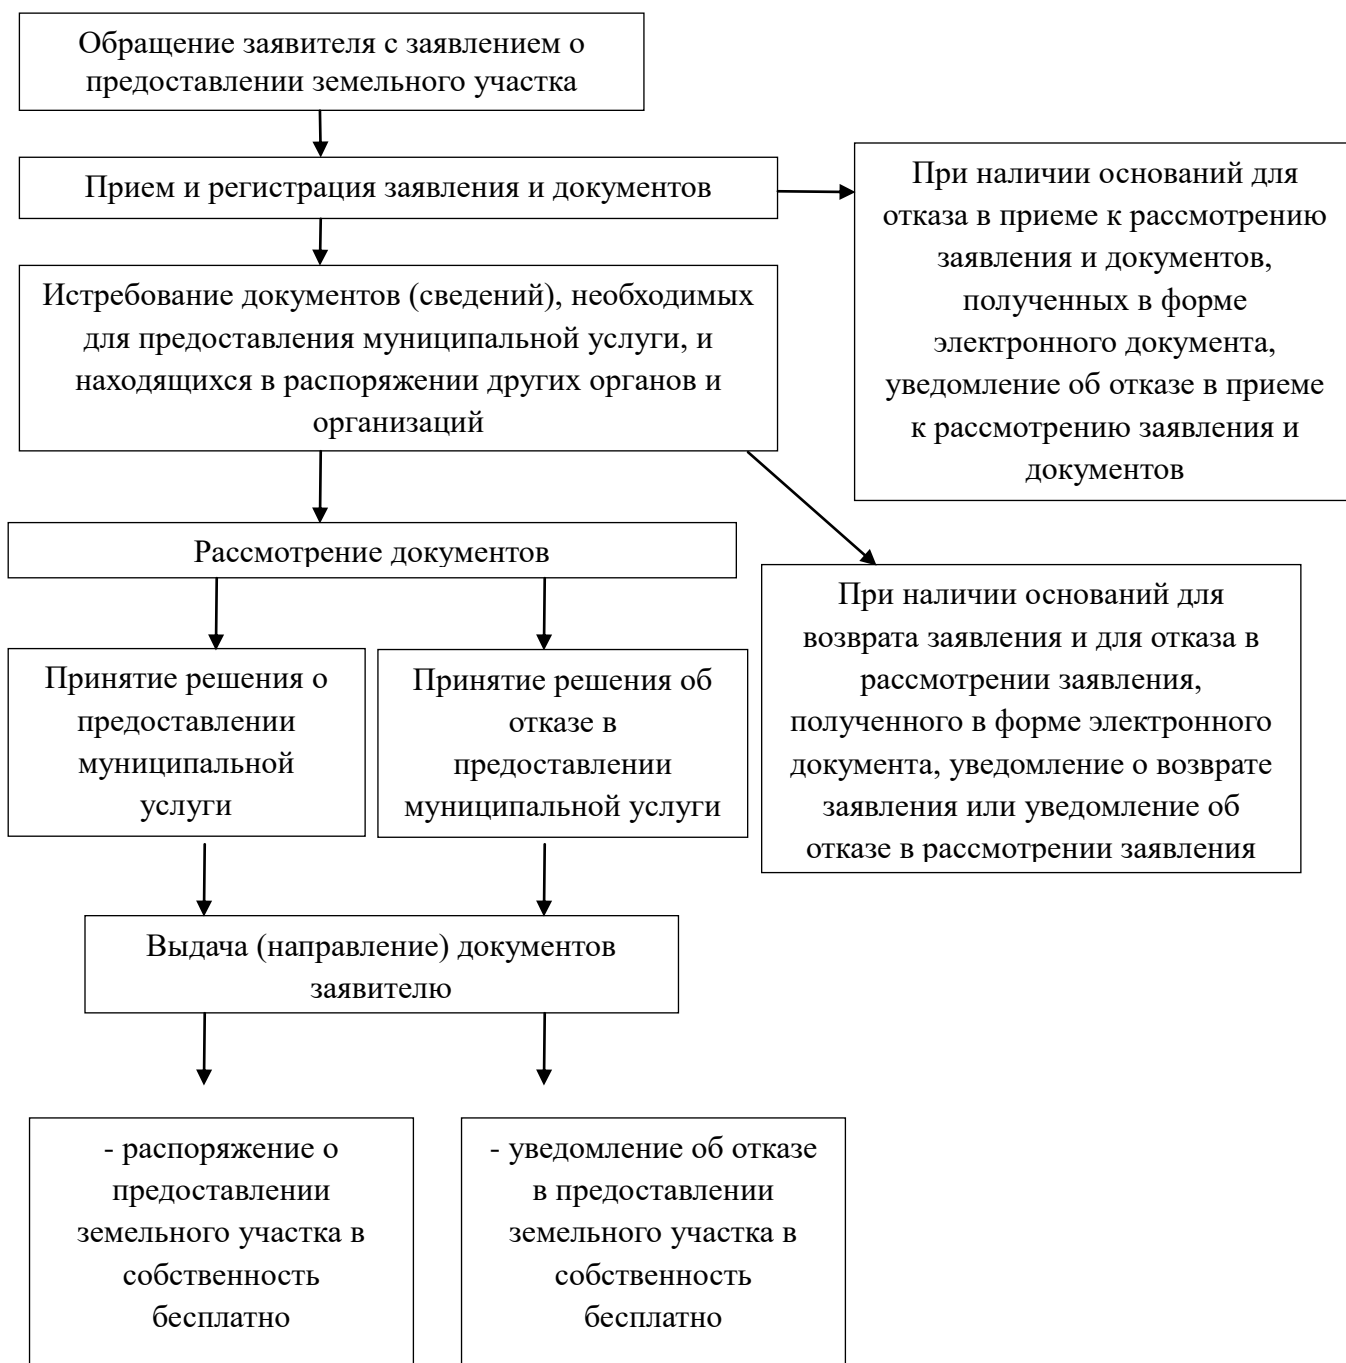 Обращение заявителя с заявлением о
предоставлении земельного участка
Прием и регистрация заявления и документов
При наличии оснований для
отказа в приеме к рассмотрению
заявления и документов,
полученных в форме
электронного документа,
уведомление об отказе в приеме
к рассмотрению заявления и
документов
Истребование документов (сведений), необходимых
для предоставления муниципальной услуги, и
находящихся в распоряжении других органов и
организаций
Рассмотрение документов
При наличии оснований для
возврата заявления и для отказа в
рассмотрении заявления,
полученного в форме электронного
документа, уведомление о возврате
заявления или уведомление об
отказе в рассмотрении заявления
Принятие решения о
предоставлении
муниципальной
услуги
Принятие решения об
отказе в
предоставлении
муниципальной услуги
Выдача (направление) документов
заявителю
- распоряжение о
предоставлении
земельного участка в
собственность
бесплатно
- уведомление об отказе
в предоставлении
земельного участка в
собственность
бесплатно